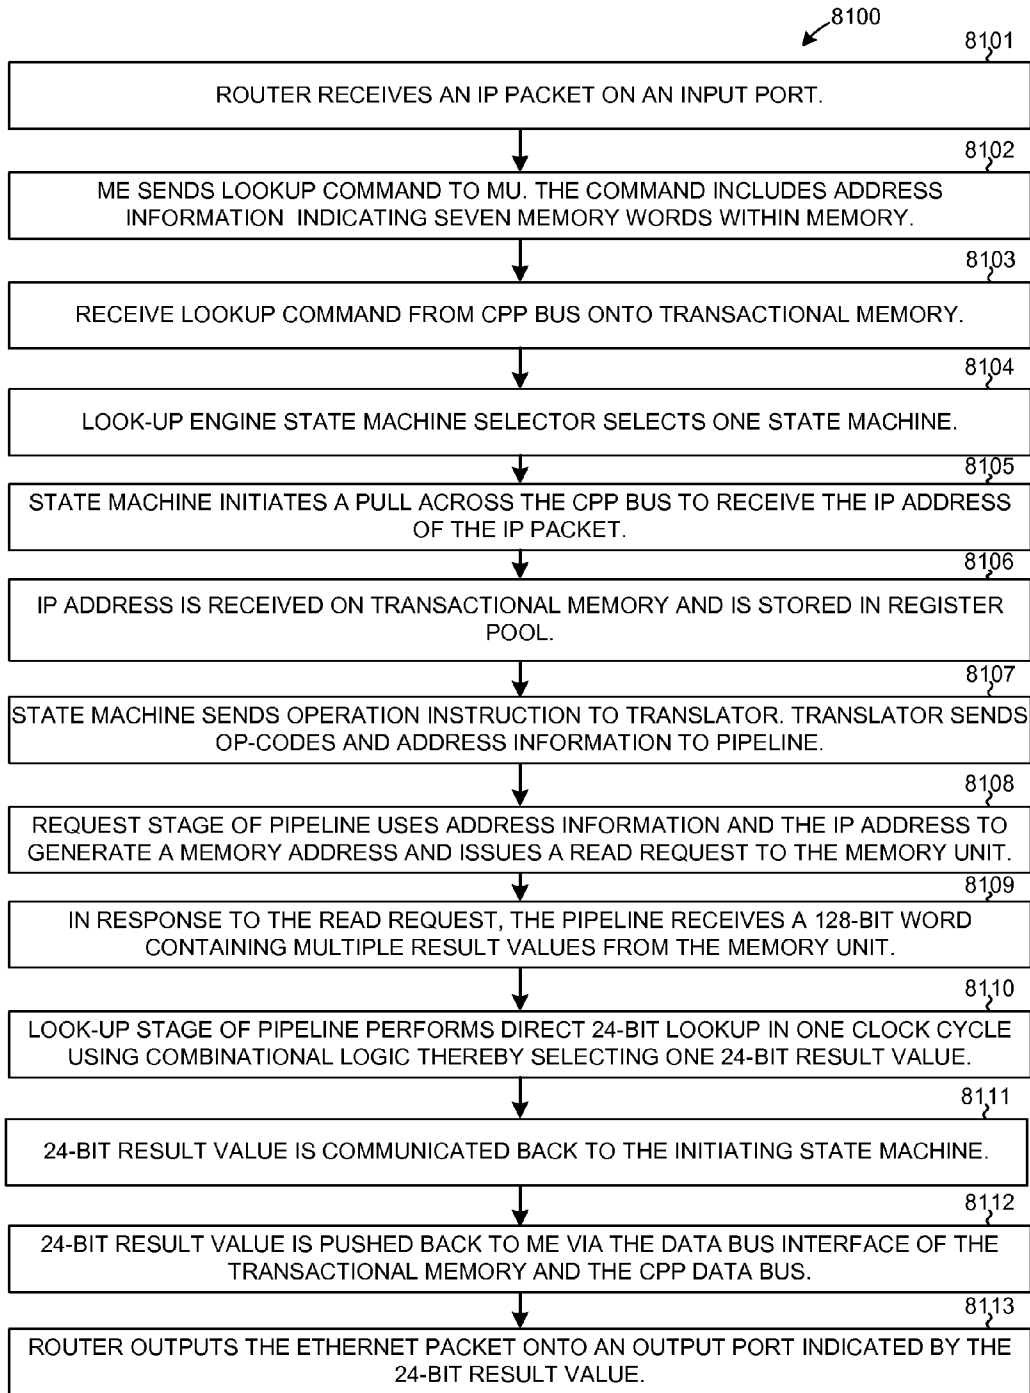 8100
8101
ROUTER RECEIVES AN IP PACKET ON AN INPUT PORT.
8102
ME SENDS LOOKUP COMMAND TO MU. THE COMMAND INCLUDES ADDRESS
INFORMATION INDICATING SEVEN MEMORY WORDS WITHIN MEMORY.
8103
RECEIVE LOOKUP COMMAND FROM CPP BUS ONTO TRANSACTIONAL MEMORY.
8104
LOOK-UP ENGINE STATE MACHINE SELECTOR SELECTS ONE STATE MACHINE.
8105
STATE MACHINE INITIATES A PULL ACROSS THE CPP BUS TO RECEIVE THE IP ADDRESS
OF THE IP PACKET.
8106
IP ADDRESS IS RECEIVED ON TRANSACTIONAL MEMORY AND IS STORED IN REGISTER
POOL.
8107
STATE MACHINE SENDS OPERATION INSTRUCTION TO TRANSLATOR. TRANSLATOR SENDS
OP-CODES AND ADDRESS INFORMATION TO PIPELINE.
8108
REQUEST STAGE OF PIPELINE USES ADDRESS INFORMATION AND THE IP ADDRESS TO
GENERATE A MEMORY ADDRESS AND ISSUES A READ REQUEST TO THE MEMORY UNIT.
8109
IN RESPONSE TO THE READ REQUEST, THE PIPELINE RECEIVES A 128-BIT WORD
CONTAINING MULTIPLE RESULT VALUES FROM THE MEMORY UNIT.
8110
LOOK-UP STAGE OF PIPELINE PERFORMS DIRECT 24-BIT LOOKUP IN ONE CLOCK CYCLE
USING COMBINATIONAL LOGIC THEREBY SELECTING ONE 24-BIT RESULT VALUE.
8111
24-BIT RESULT VALUE IS COMMUNICATED BACK TO THE INITIATING STATE MACHINE.
8112
24-BIT RESULT VALUE IS PUSHED BACK TO ME VIA THE DATA BUS INTERFACE OF THE
TRANSACTIONAL MEMORY AND THE CPP DATA BUS.
8113
ROUTER OUTPUTS THE ETHERNET PACKET ONTO AN OUTPUT PORT INDICATED BY THE
24-BIT RESULT VALUE.